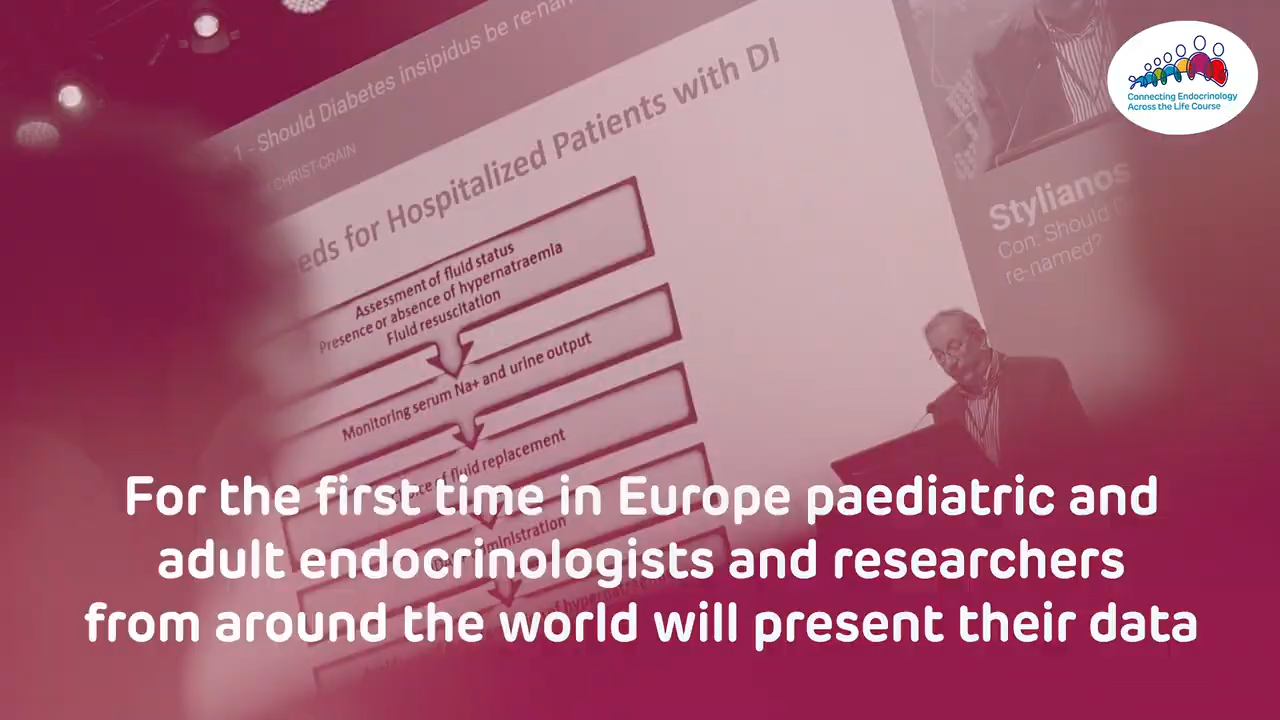 1 - Should Diabetes insipidus be re-
CHRIST-CRAIN
for Hospitalized Patients with DI
Assessment of fluid status
Presence or absence of hypernatraemia
Fluid resuscitation
Monitoring serum Na+ and urine output
of fluid replacement
Stylianos
Con. Should
re-named?
Connecting Endocrinology
Across the Life Course
For the first time in Europe paediatric and
adult endocrinologists and researchers
from around the world will present their data